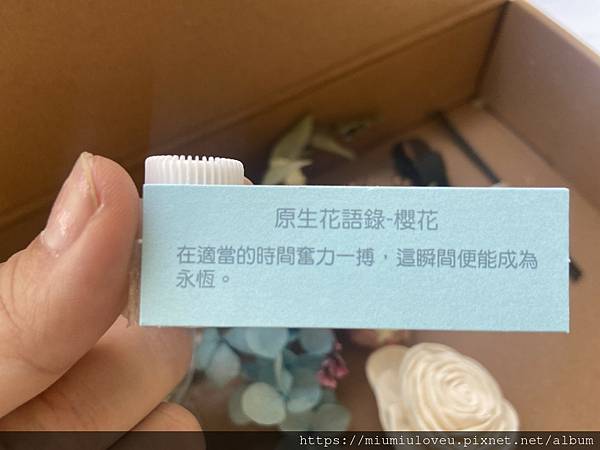 原生花語錄-櫻花
在適當的時間奮力一搏，這瞬間便能成為
永恆。
https://miumiuloveu.pixnet.net/album